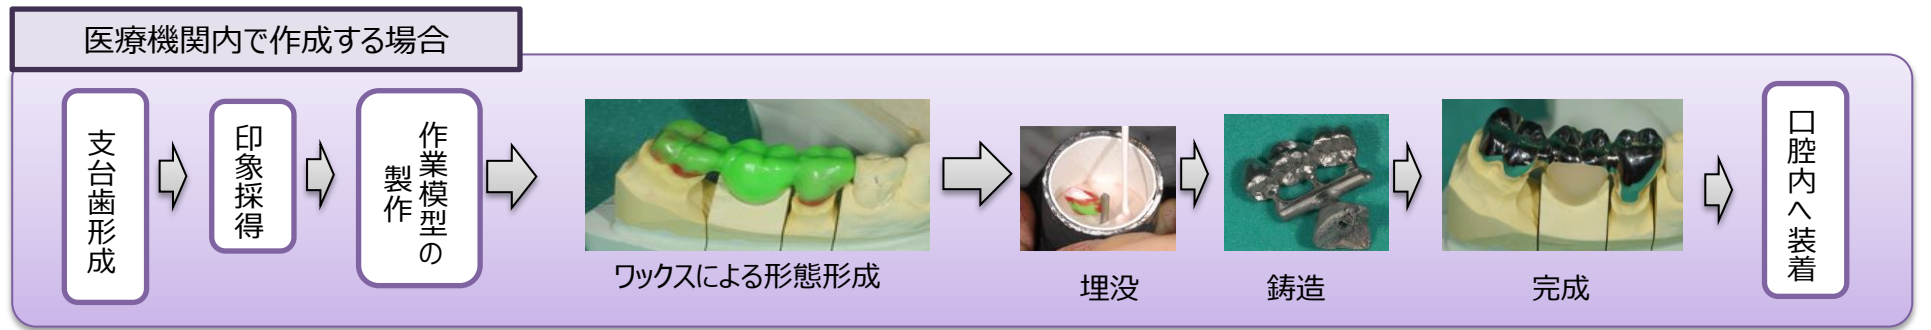 医療機関内で作成する場合
支台歯形成
印象採得
作業模型の
製作
ワックスによる形態形成
埋没
鋳造
完成
口腔内へ装着